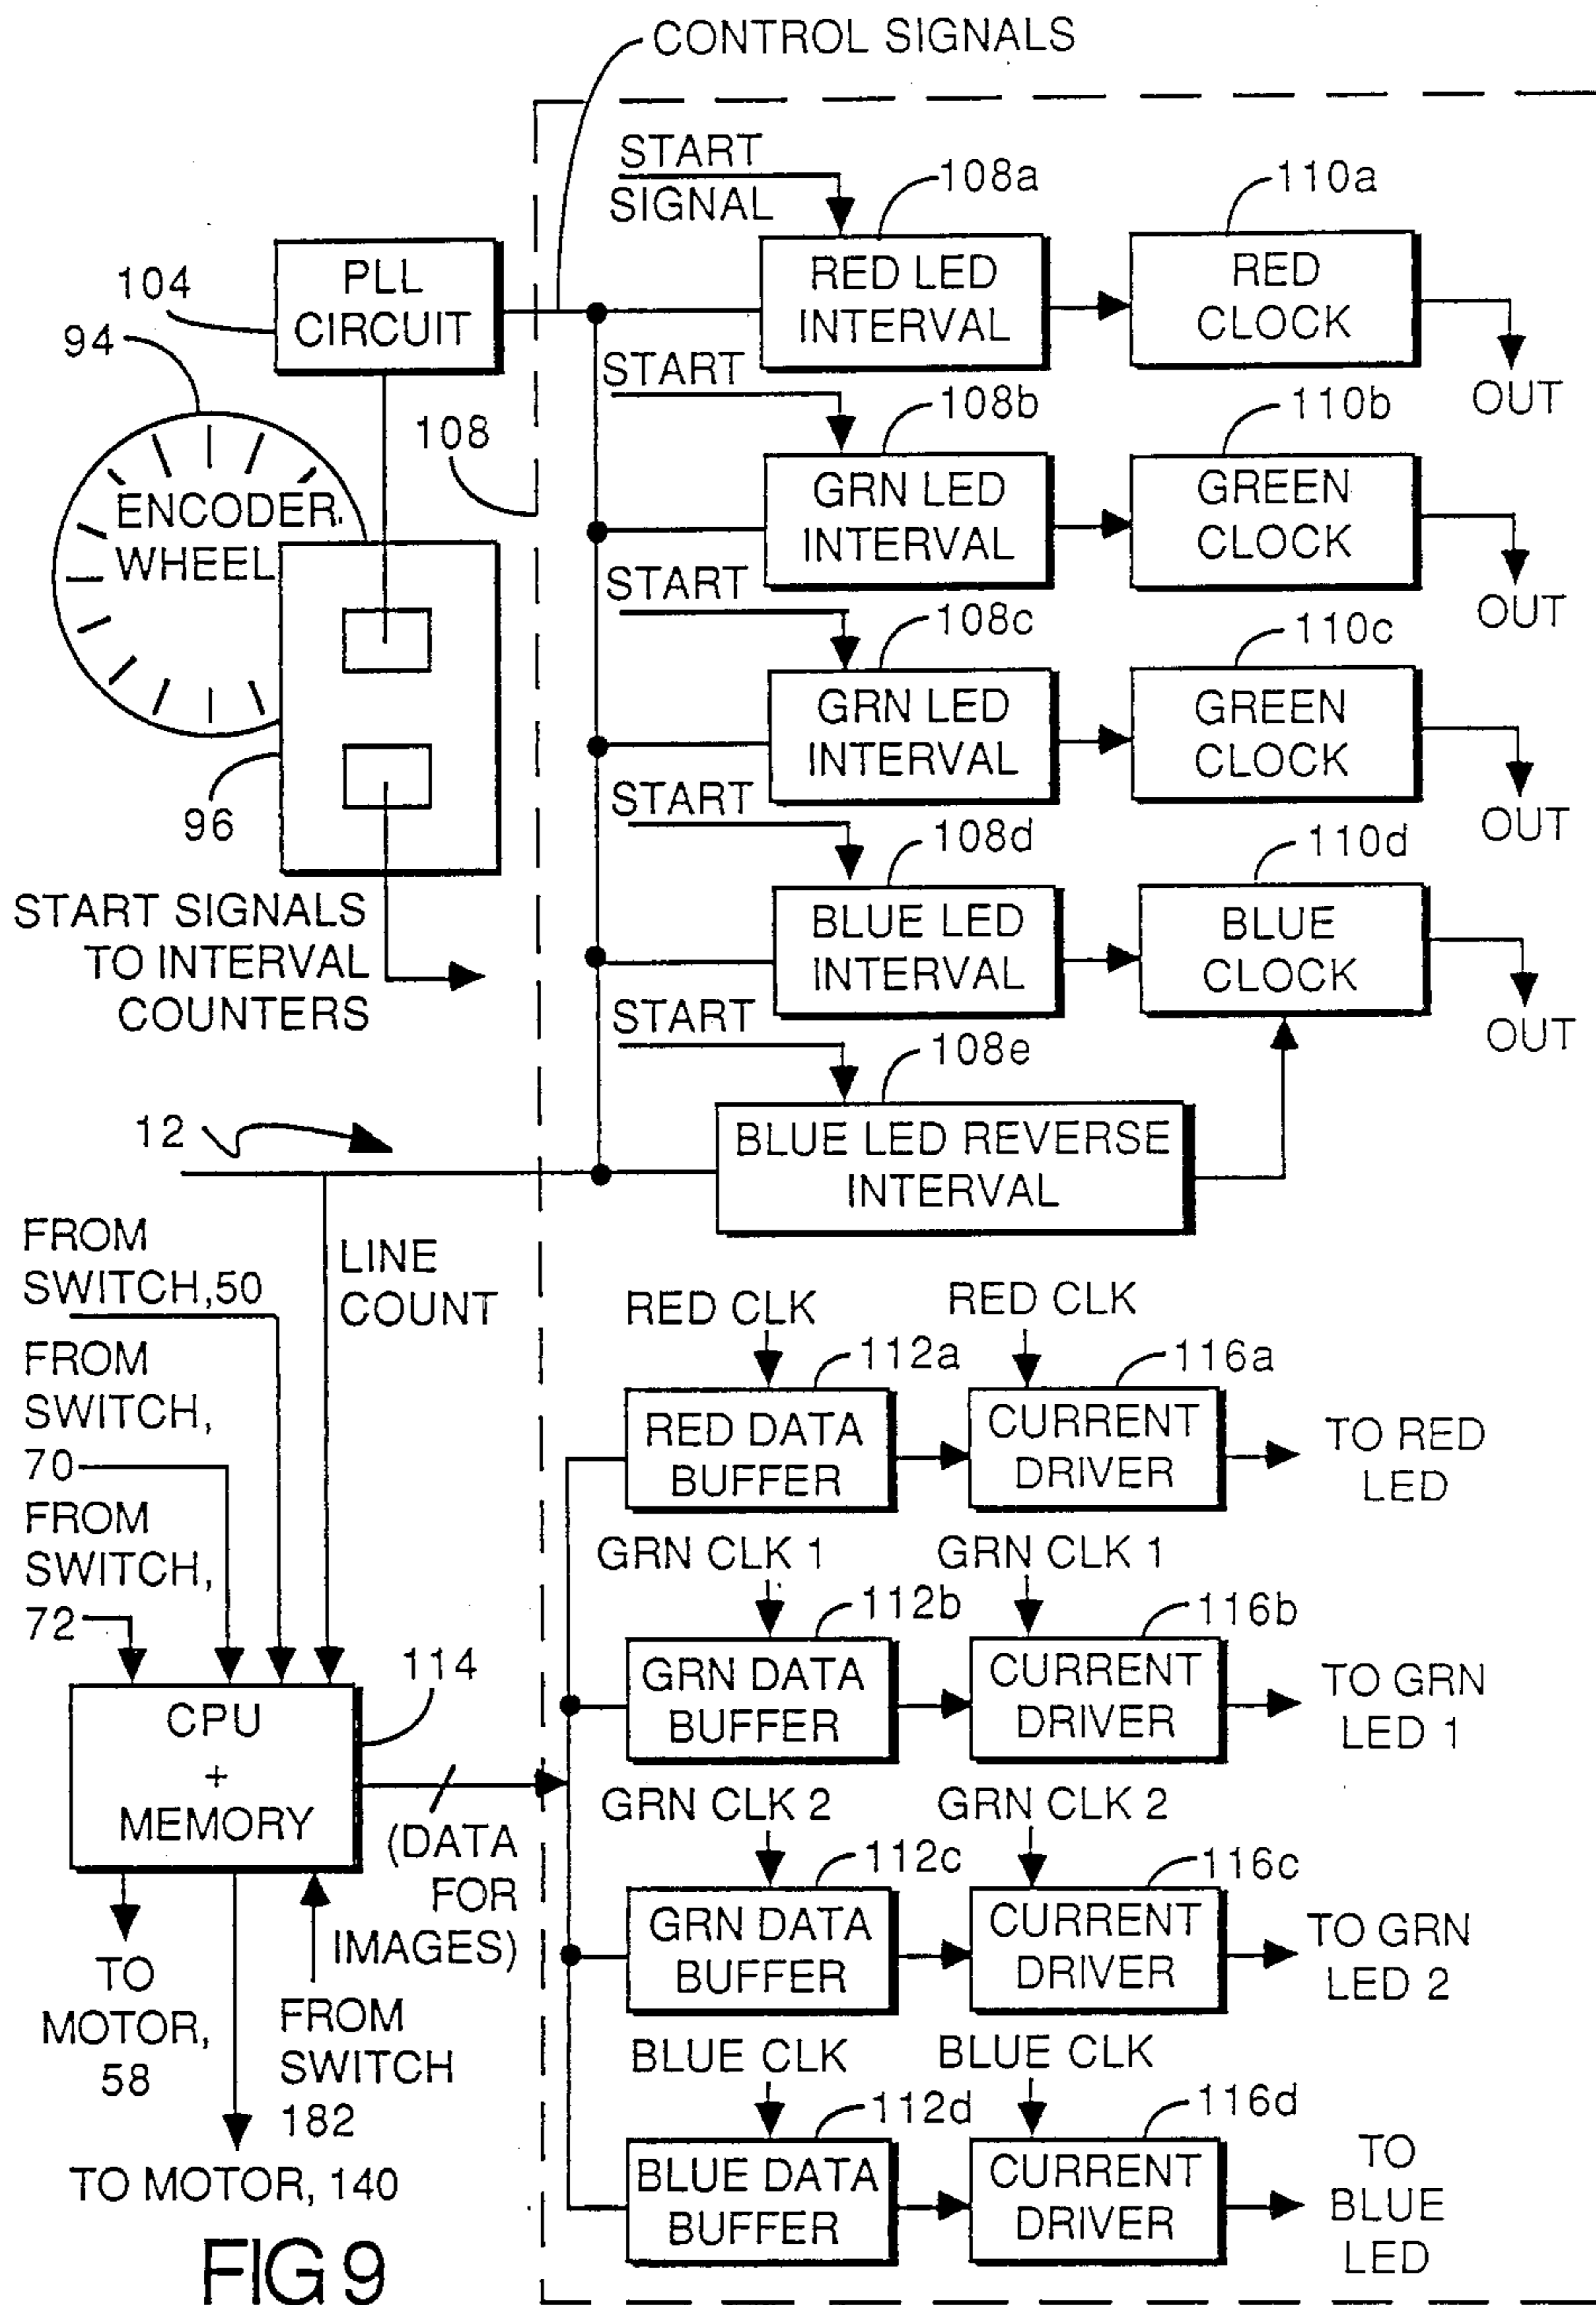 CONTROL SIGNALS
START
SIGNAL
108a
110a
PLL
CIRCUIT
104
RED LED
INTERVAL
RED
CLOCK
OUT
94
START
108
108b
110b
ENCODER
WHEEL
GRN LED
INTERVAL
GREEN
CLOCK
OUT
START
108c
110c
GRN LED
INTERVAL
GREEN
CLOCK
OUT
96
START
108d
110d
START SIGNALS
TO INTERVAL
COUNTERS
BLUE LED
INTERVAL
BLUE
CLOCK
OUT
START
108e
12
BLUE LED REVERSE
INTERVAL
FROM
SWITCH,50
LINE
COUNT
FROM
SWITCH,
70
FROM
SWITCH,
72
RED CLK
RED CLK
112a
116a
RED DATA
BUFFER
CURRENT
DRIVER
TO RED
LED
GRN CLK 1
GRN CLK 1
112b
116b
114
CPU
+
MEMORY
GRN DATA
BUFFER
CURRENT
DRIVER
TO GRN
LED 1
GRN CLK 2
GRN CLK 2
(DATA
FOR
IMAGES)
112c
116c
GRN DATA
BUFFER
CURRENT
DRIVER
TO GRN
LED 2
TO
MOTOR,
58
FROM
SWITCH
182
TO MOTOR, 140
BLUE CLK
BLUE CLK
112d
116d
BLUE DATA
BUFFER
CURRENT
DRIVER
TO
BLUE
LED
FIG 9